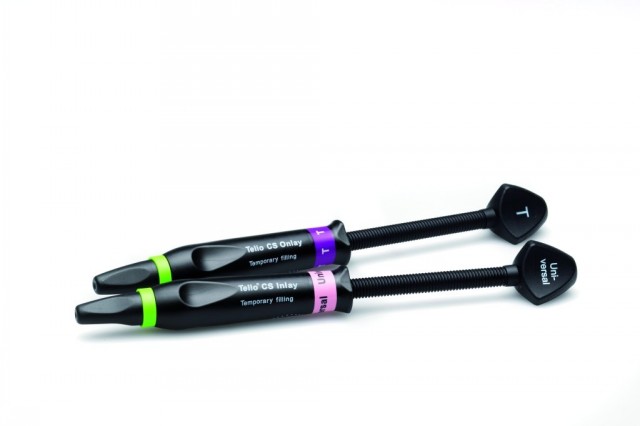 Telio CS Onlay
Temporary filling
T
T
T
Telio® CS Inlay
Temporary filling
Uni-
versal
Uni-
versal